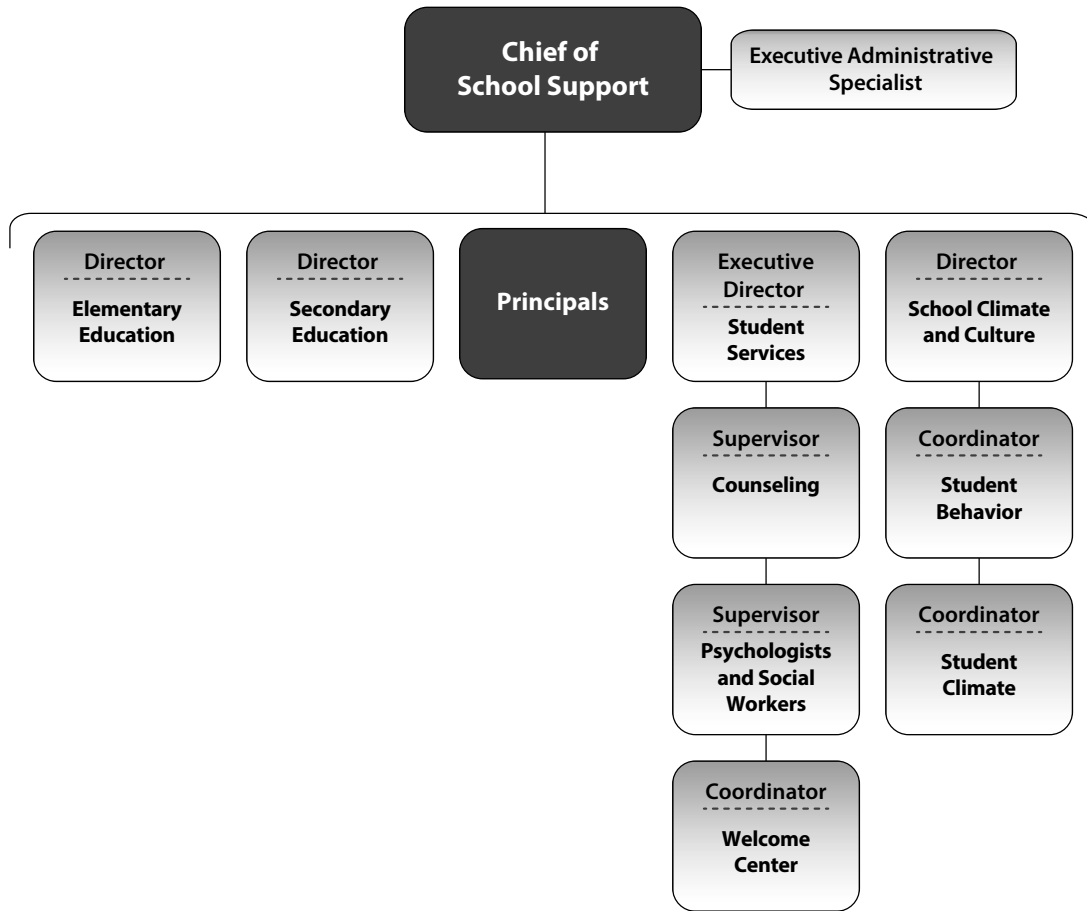 Chief of
School Support
Executive Administrative
Specialist
Director
Elementary
Education
Director
Secondary
Education
Principals
Executive
Director
Student
Services
Director
School Climate
and Culture
Supervisor
Counseling
Coordinator
Student
Behavior
Supervisor
Psychologists
and Social
Workers
Coordinator
Student
Climate
Coordinator
Welcome
Center